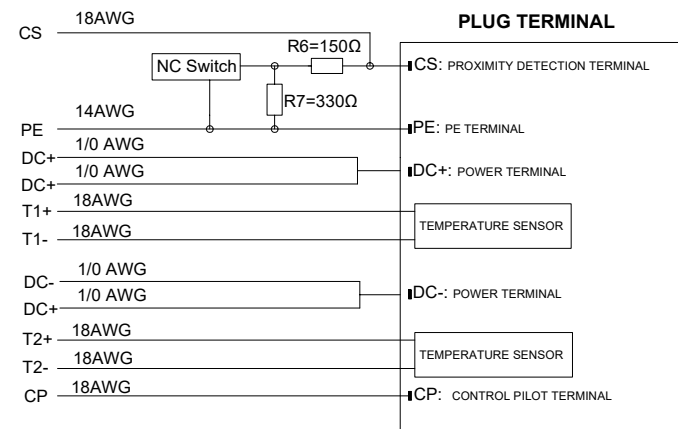 PLUG TERMINAL
CS 18AWG
R6=150Ω
NC Switch
CS: PROXIMITY DETECTION TERMINAL
R7=330Ω
PE 14AWG
PE: PE TERMINAL
DC+ 1/0 AWG
DC+ 1/0 AWG
DC+: POWER TERMINAL
T1+ 18AWG
TEMPERATURE SENSOR
T1- 18AWG
DC- 1/0 AWG
DC+ 1/0 AWG
DC-: POWER TERMINAL
T2+ 18AWG
TEMPERATURE SENSOR
T2- 18AWG
CP 18AWG
CP: CONTROL PILOT TERMINAL